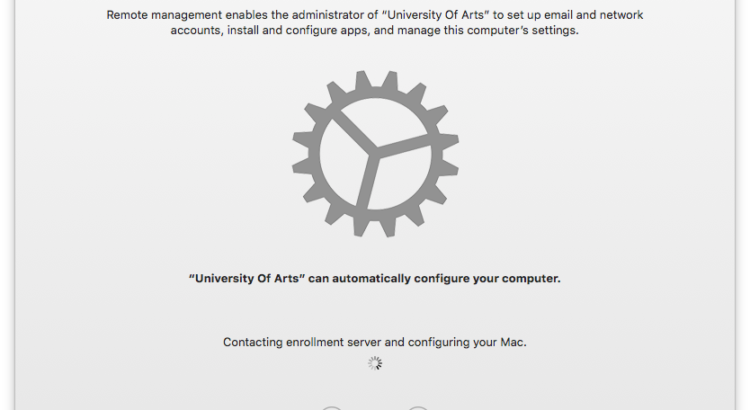 Remote management enables the administrator of “University Of Arts” to set up email and network
accounts, install and configure apps, and manage this computer’s settings.
“University Of Arts” can automatically configure your computer.
Contacting enrollment server and configuring your Mac.